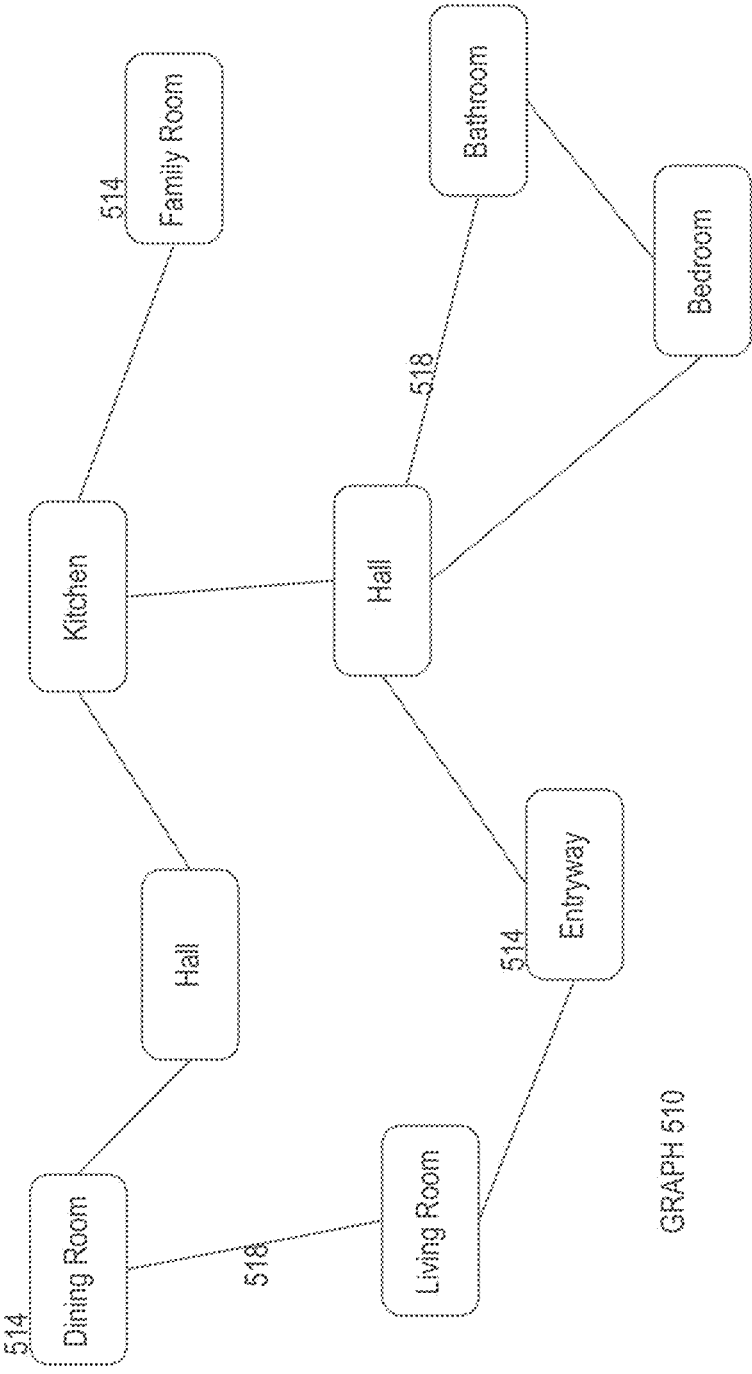 514
Dining Room
Hall
Kitchen
514
Family Room
518
Living Room
514
Entryway
Hall
518
Bathroom
Bedroom
GRAPH 510